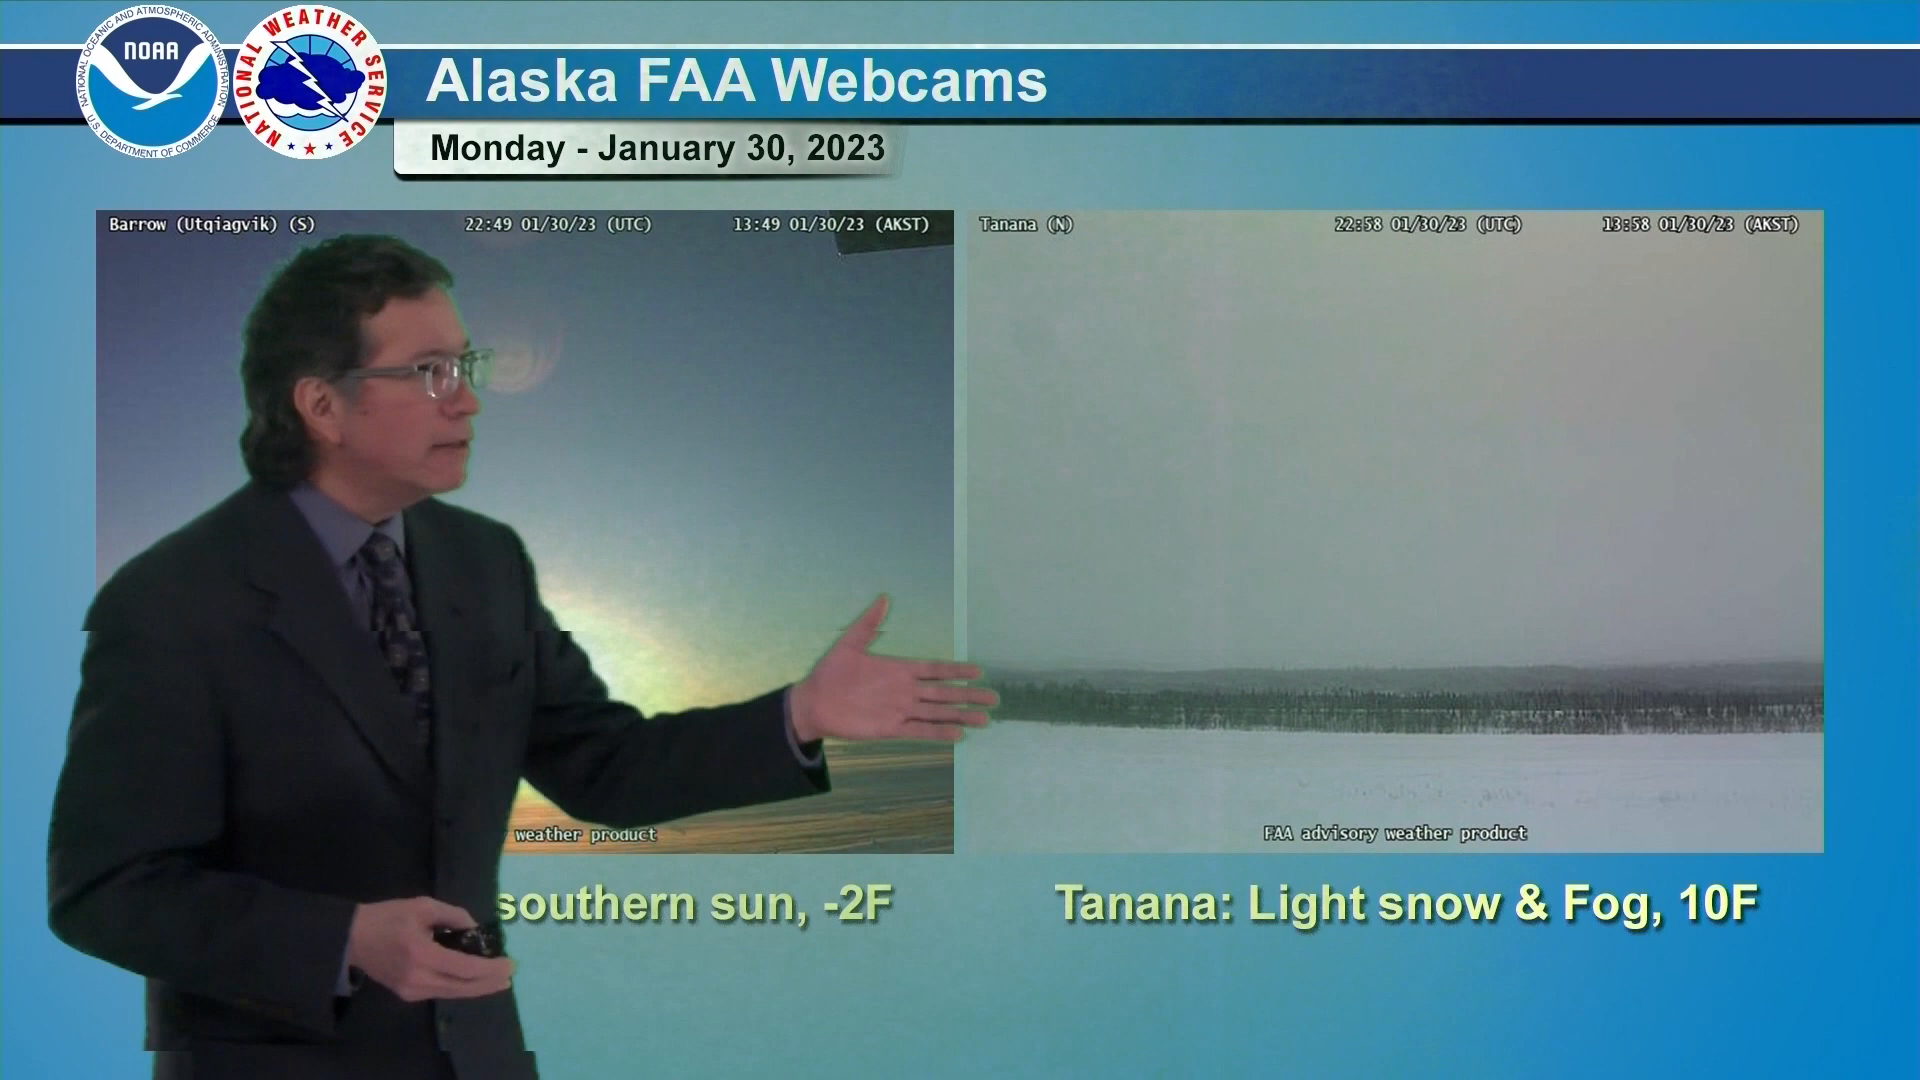 NATIONAL OCEANIC AND ATMOSPHERIC ADMINISTRATION
NOAA
U.S. DEPARTMENT OF COMMERCE
NATIONAL WEATHER SERVICE
Alaska FAA Webcams
Monday - January 30, 2023
Barrow (Utqiagvik) (S) 22:49 01/30/23 (UTC) 13:49 01/30/23 (AKST)
Tanana (N) 22:58 01/30/23 (UTC) 13:58 01/30/23 (AKST)
weather product
FAA advisory weather product
southern sun, -2F
Tanana: Light snow & Fog, 10F